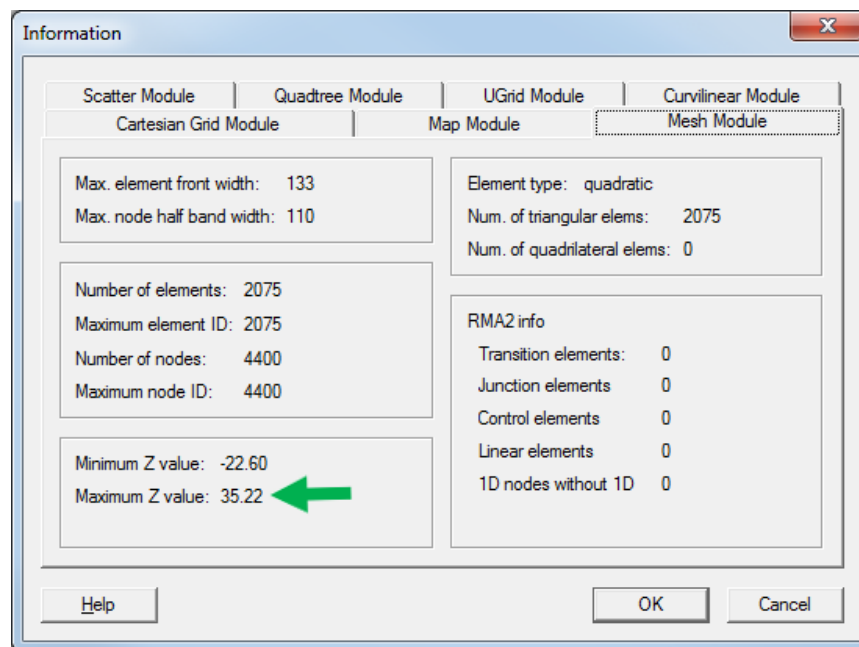 Information
Scatter Module Quadtree Module UGrid Module Curvilinear Module
Cartesian Grid Module Map Module Mesh Module
Max. element front width: 133
Max. node half band width: 110
Number of elements: 2075
Maximum element ID: 2075
Number of nodes: 4400
Maximum node ID: 4400
Minimum Z value: -22.60
Maximum Z value: 35.22
Element type: quadratic
Num. of triangular elems: 2075
Num. of quadrilateral elems: 0
RMA2 info
Transition elements: 0
Junction elements 0
Control elements 0
Linear elements 0
1D nodes without 1D 0
Help OK Cancel